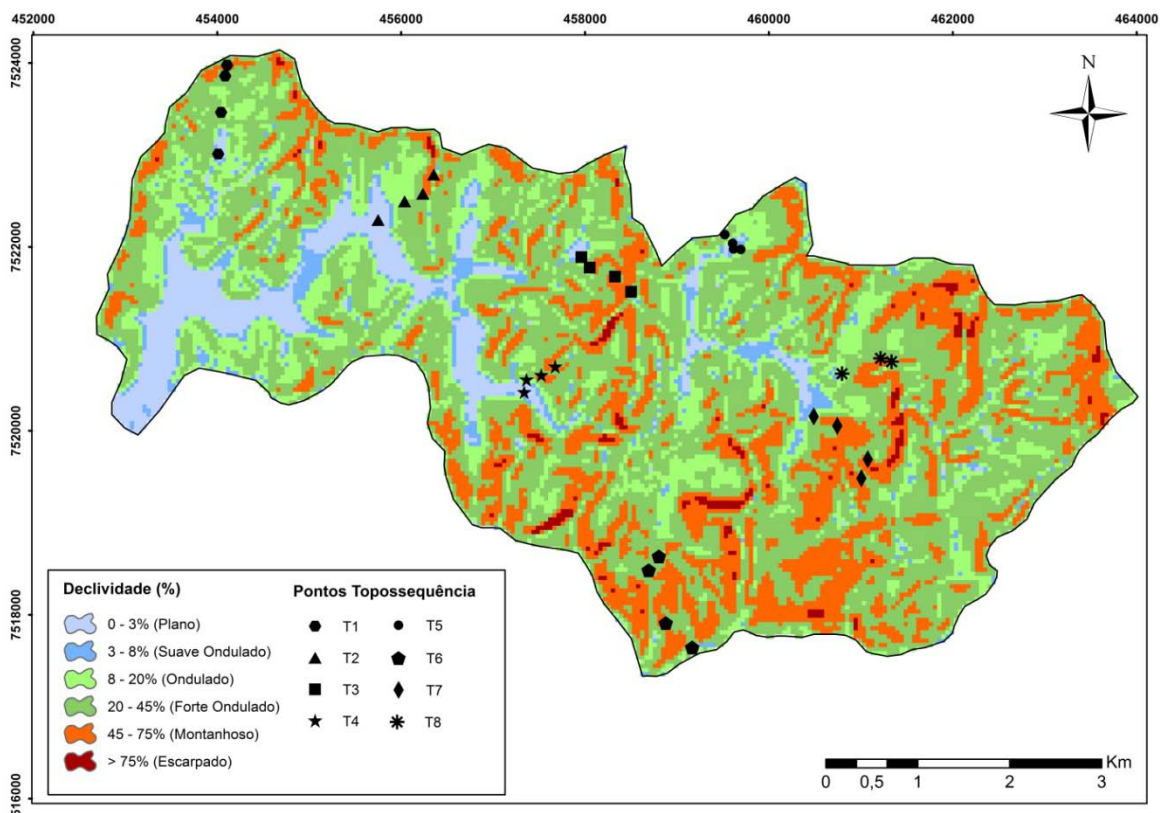 452000 454000 456000 458000 460000 462000 464000
7524000
7522000
7520000
7518000
7516000
N
Declividade (%)
0 - 3% (Plano)
3 - 8% (Suave Ondulado)
8 - 20% (Ondulado)
20 - 45% (Forte Ondulado)
45 - 75% (Montanhoso)
> 75% (Escarpado)
Pontos Topossequência
T1 T5
T2 T6
T3 T7
T4 T8
Km
0 0,5 1 2 3